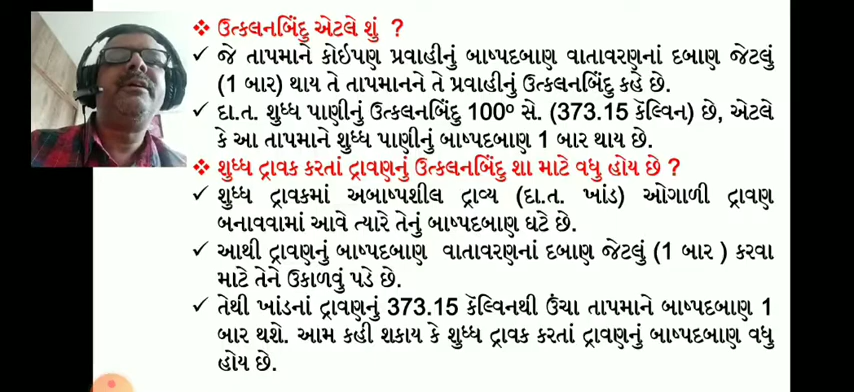 ❖ ઉત્કલનબિંદુ એટલે શું ?
✓ જે તાપમાને કોઇપણ પ્રવાહીનું બાષ્પદબાણ વાતાવરણનાં દબાણ જેટલું
(1 બાર) થાય તે તાપમાનને તે પ્રવાહીનું ઉત્કલનબિંદુ કહે છે.
✓ દા.ત. શુધ્ધ પાણીનું ઉત્કલનબિંદુ 100º સે. (373.15 કૅલ્વિન) છે, એટલે
કે આ તાપમાને શુધ્ધ પાણીનું બાષ્પદબાણ 1 બાર થાય છે.
❖ શુધ્ધ દ્રાવક કરતાં દ્રાવણનું ઉત્કલનબિંદુ શા માટે વધુ હોય છે ?
✓ શુધ્ધ દ્રાવકમાં અબાષ્પશીલ દ્રાવ્ય (દા.ત. ખાંડ) ઓગાળી દ્રાવણ
બનાવવામાં આવે ત્યારે તેનું બાષ્પદબાણ ઘટે છે.
✓ આથી દ્રાવણનું બાષ્પદબાણ વાતાવરણનાં દબાણ જેટલું (1 બાર ) કરવા
માટે તેને ઉકાળવું પડે છે.
✓ તેથી ખાંડનાં દ્રાવણનું 373.15 કૅલ્વિનથી ઉંચા તાપમાને બાષ્પદબાણ 1
બાર થશે. આમ કહી શકાય કે શુધ્ધ દ્રાવક કરતાં દ્રાવણનું બાષ્પદબાણ વધુ
હોય છે.